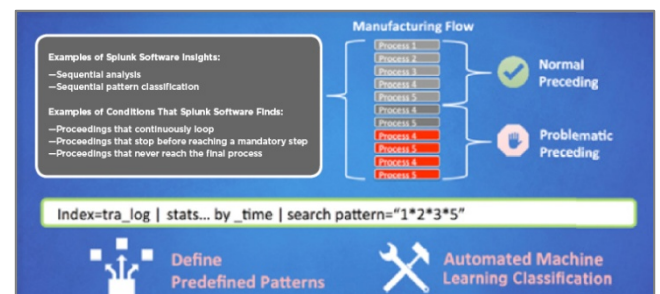 Manufacturing Flow
Examples of Splunk Software Insights:
—Sequential analysis
—Sequential pattern classification
Examples of Conditions That Splunk Software Finds:
—Proceedings that continuously loop
—Proceedings that stop before reaching a mandatory step
—Proceedings that never reach the final process
Process 1
Process 2
Process 3
Process 4
Process 5
Process 4
Process 5
Process 4
Process 5
Process 4
Process 5
Normal
Preceding
Problematic
Preceding
Index=tra_log | stats... by _time | search pattern=“1*2*3*5”
Define
Predefined Patterns
Automated Machine
Learning Classification